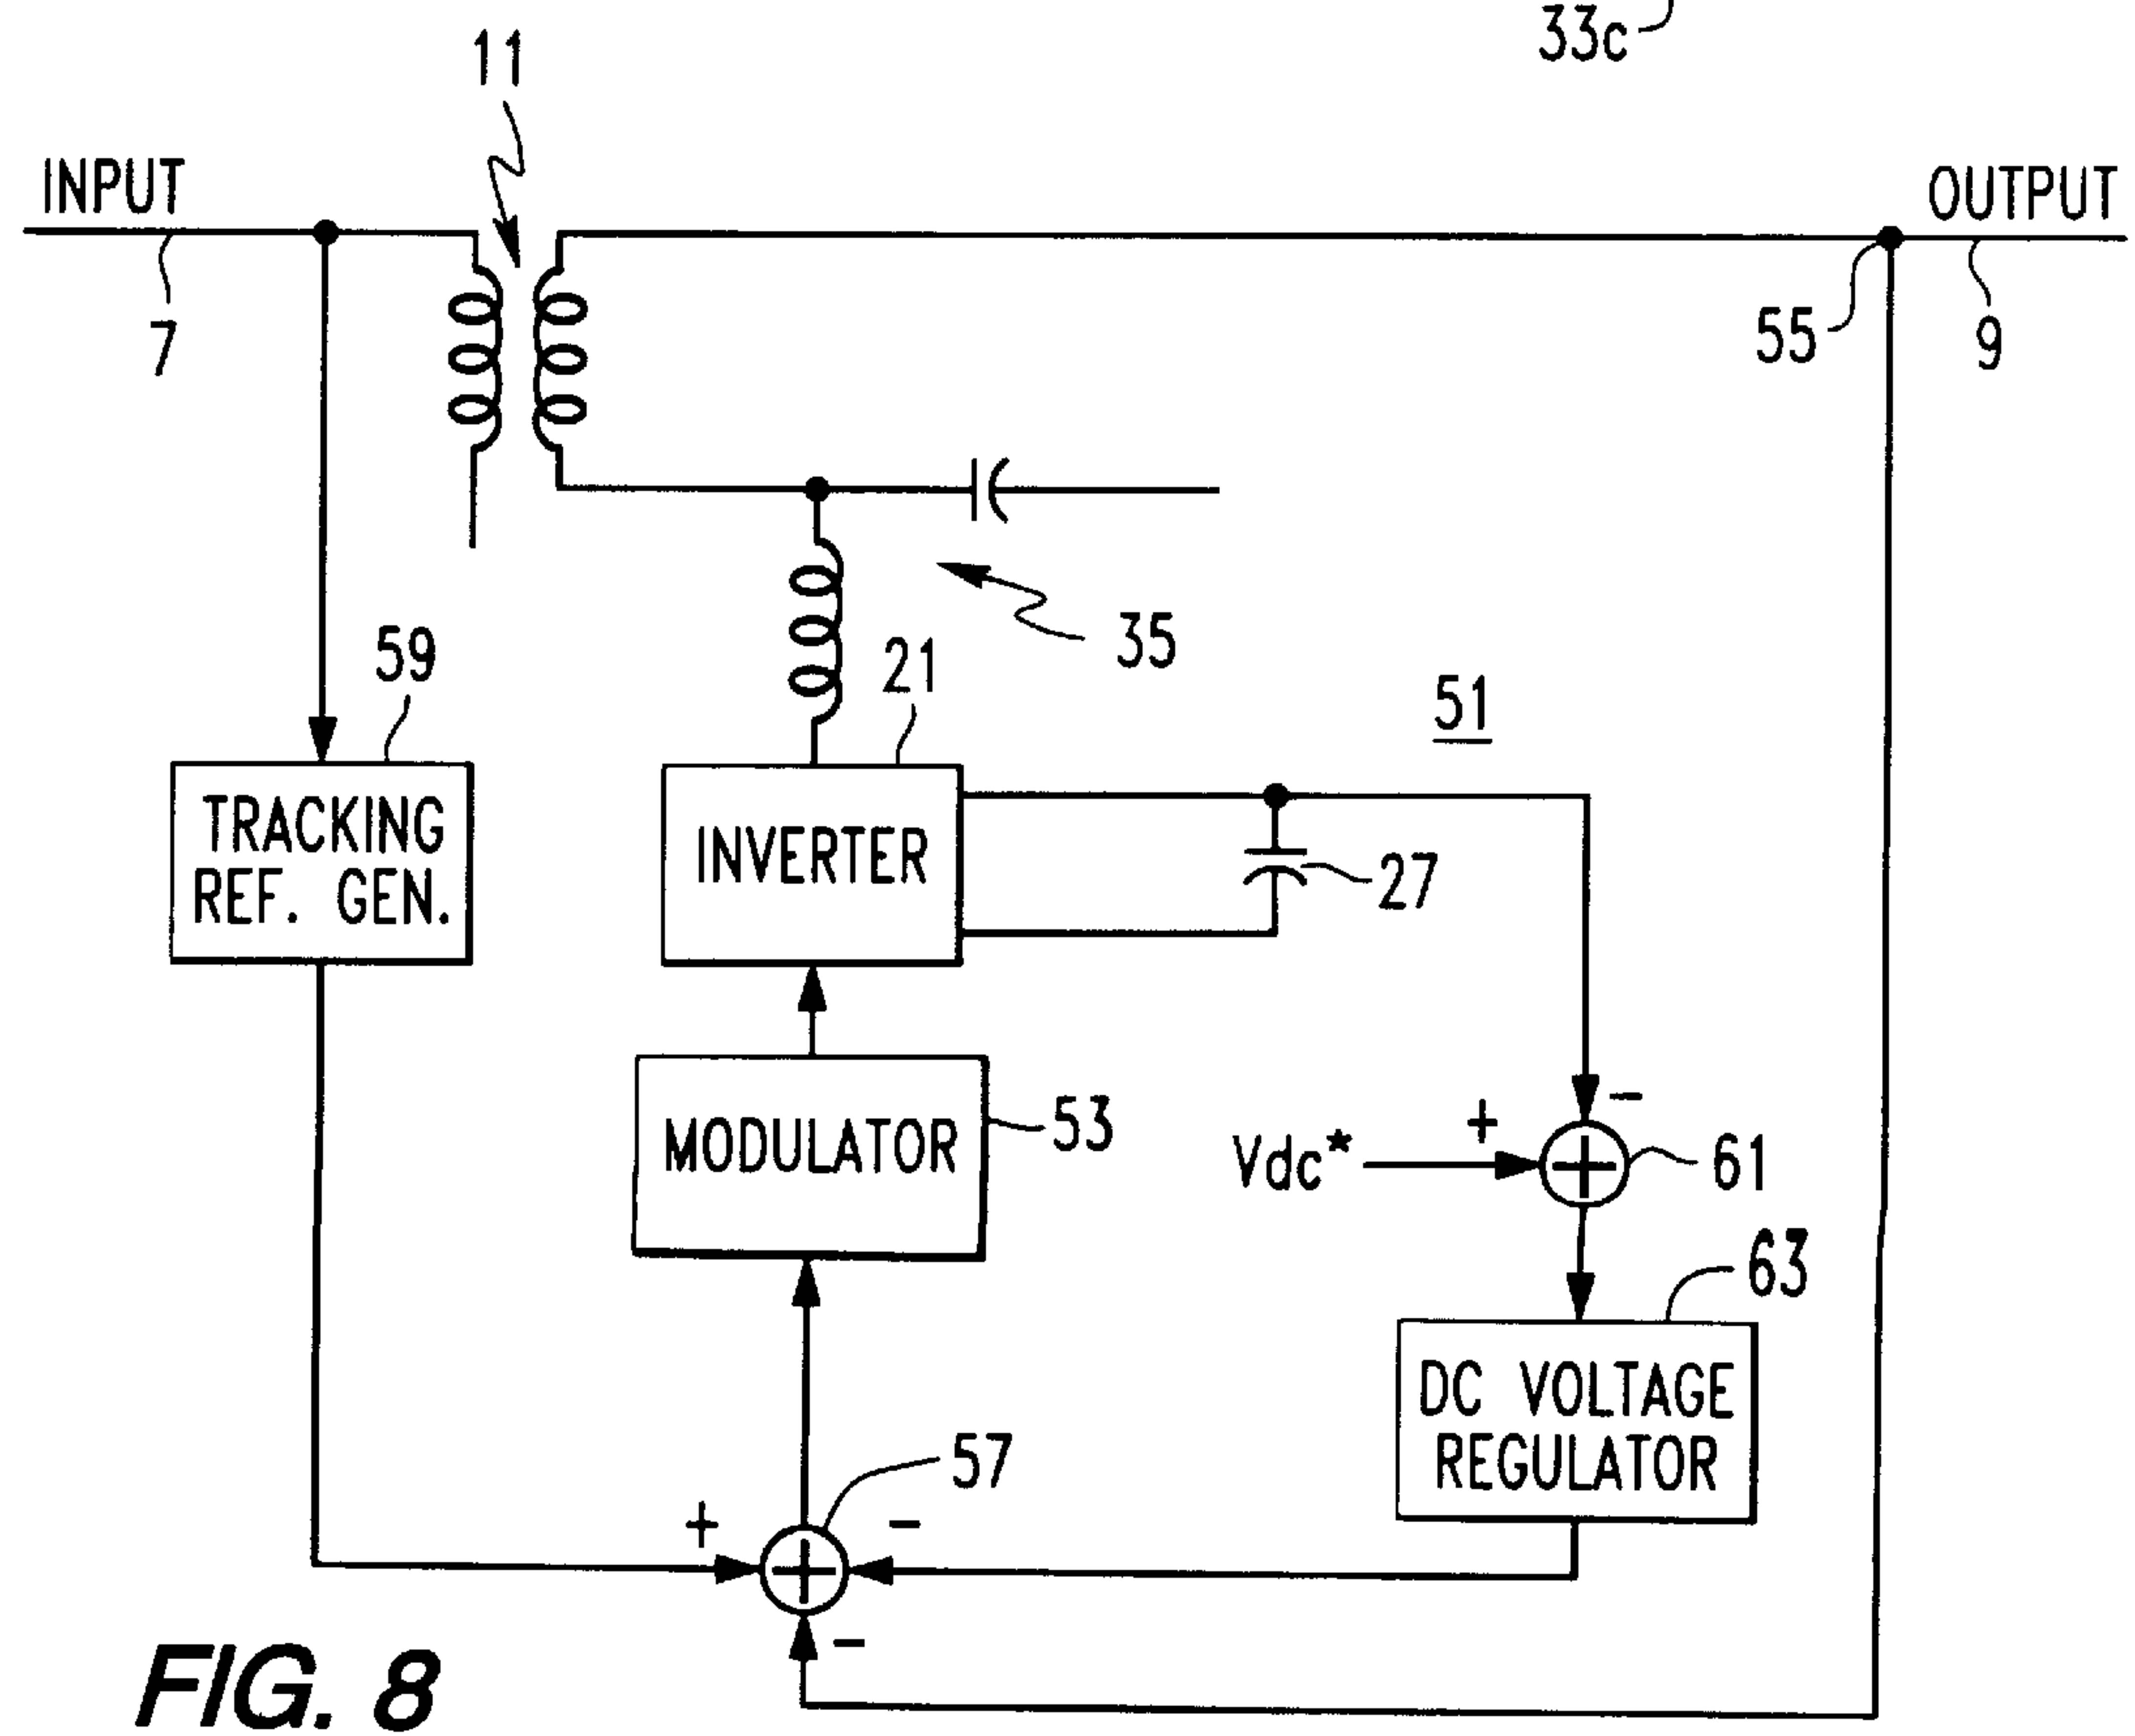 33c
11
INPUT
OUTPUT
7
55
9
59
21
35
51
TRACKING
REF. GEN.
INVERTER
27
MODULATOR
53
+
-
Vdc*
61
63
DC VOLTAGE
REGULATOR
57
+
-
-
FIG. 8